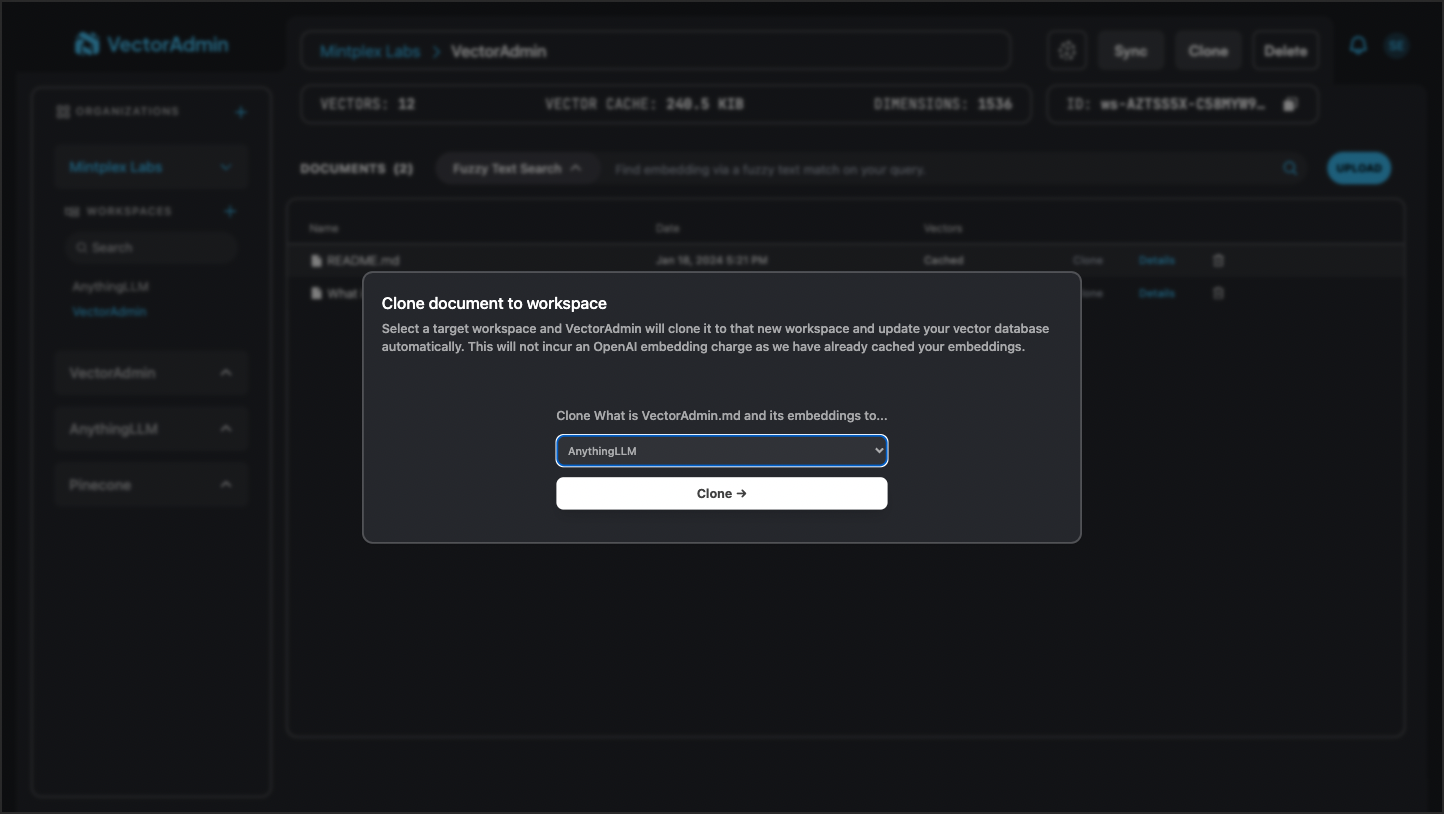 VectorAdmin
Mintplex Labs > VectorAdmin
Sync
Clone
Delete
M
ORGANIZATIONS
VECTORS: 12
VECTOR CACHE: 240.5 KIB
DIMENSIONS: 1536
ID: ws-AZTSS5X-C58MYW9…
Mintplex Labs
DOCUMENTS (2)
Fuzzy Text Search
Find embedding via a fuzzy text match on your query.
UPLOAD
WORKSPACES
Search
Name
Date
Vectors
README.md
Jan 18, 2024 5:21 PM
Cached
Clone
Details
AnythingLLM
What
Details
VectorAdmin
VectorAdmin
AnythingLLM
Pinecone
Clone document to workspace
Select a target workspace and VectorAdmin will clone it to that new workspace and update your vector database
automatically. This will not incur an OpenAI embedding charge as we have already cached your embeddings.
Clone What is VectorAdmin.md and its embeddings to...
AnythingLLM
Clone →